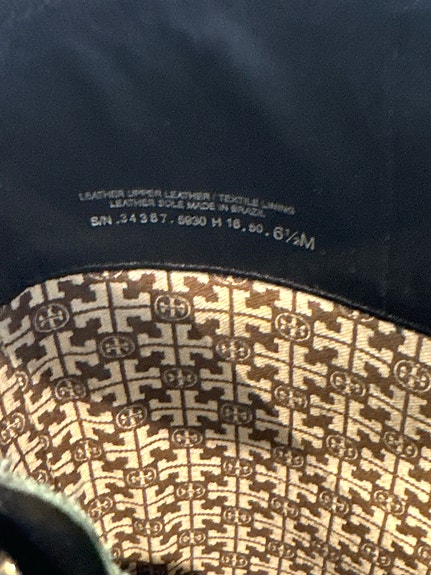 LEATHER UPPER LEATHER / TEXTILE LINING
LEATHER SOLE MADE IN BRAZIL
S/N .34387.5930 H 16.50.6½M